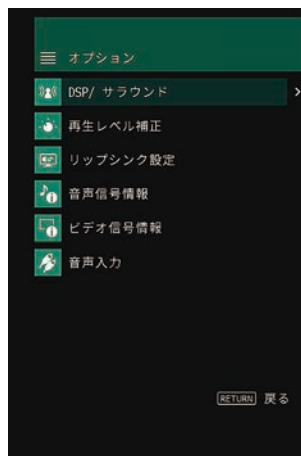 オプション
DSP/ サラウンド
再生レベル補正
リップシンク設定
音声信号情報
ビデオ信号情報
音声入力
RETURN 戻る